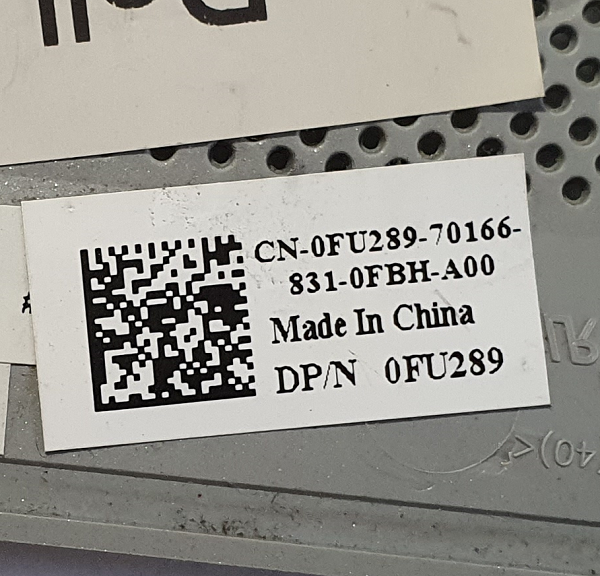 CN-0FU289-70166-
831-0FBH-A00
Made In China
DP/N 0FU289